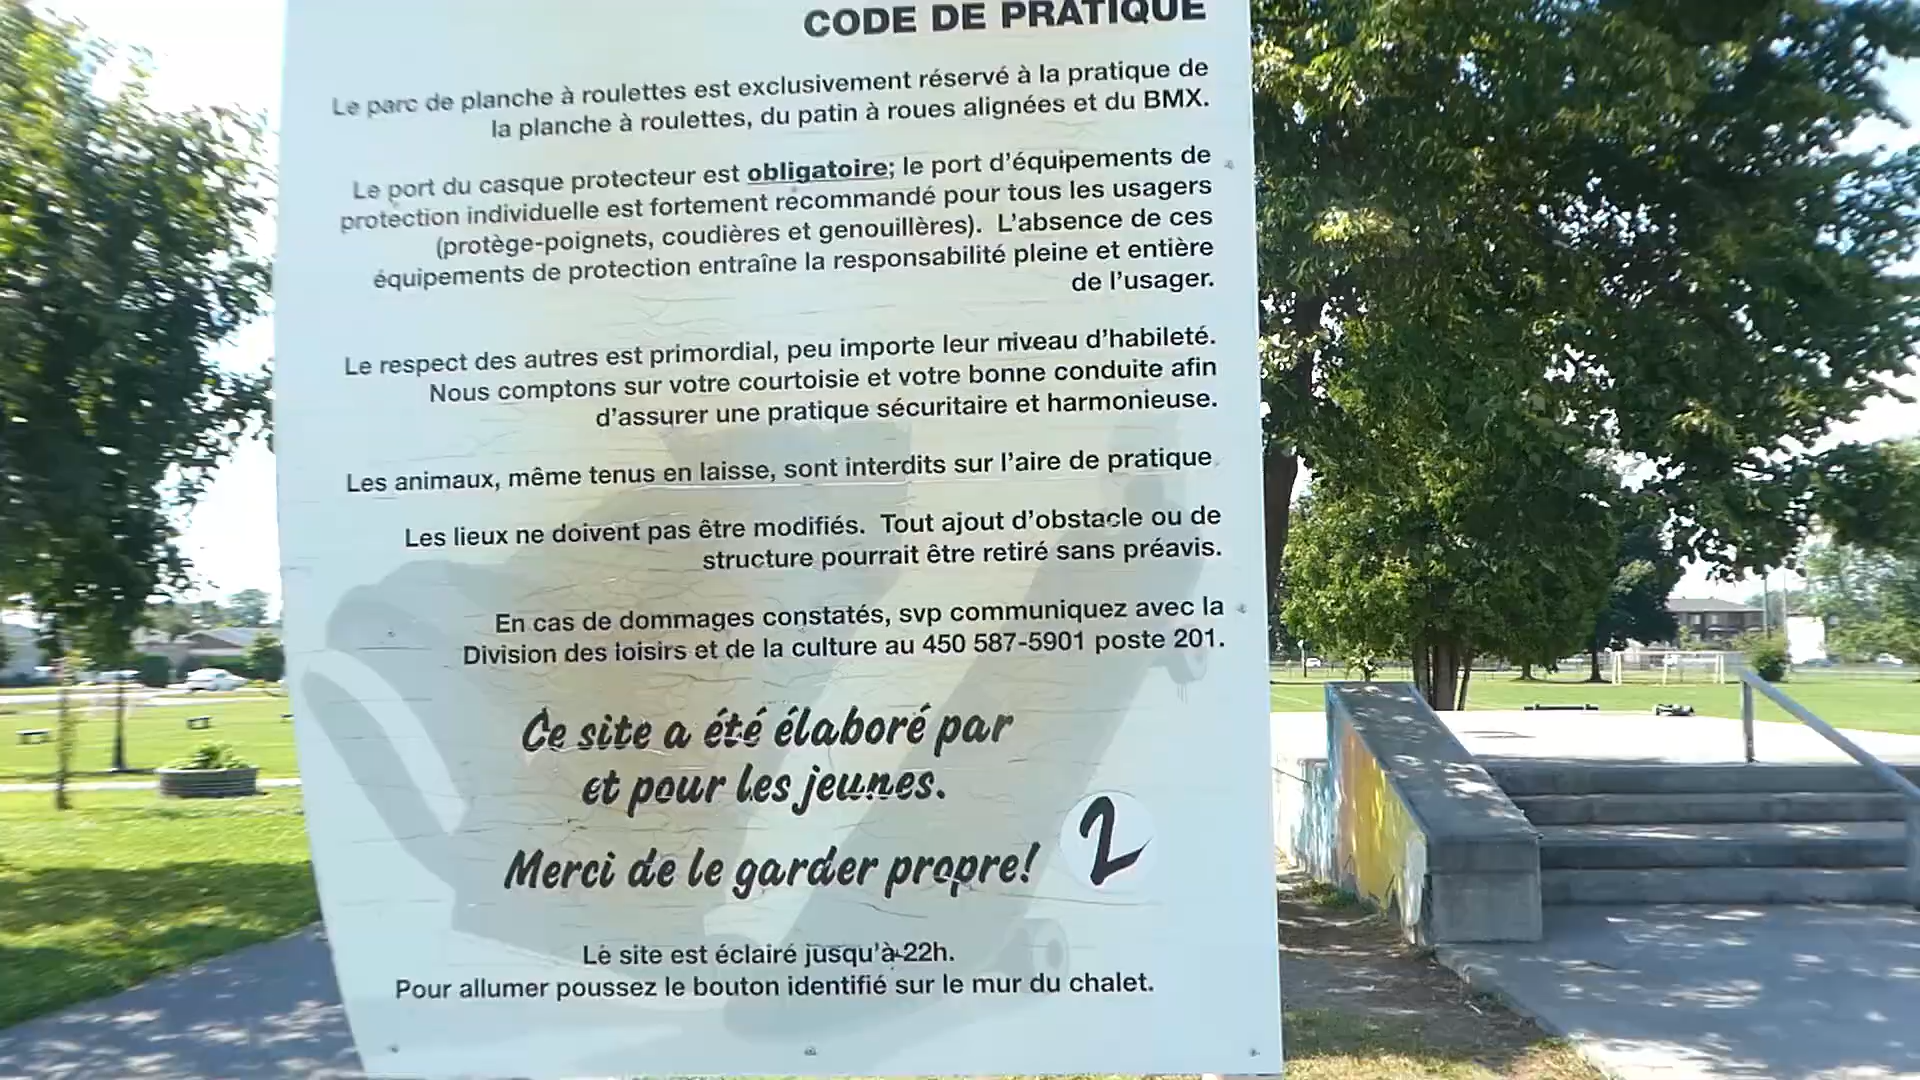 CODE DE PRATIQUE
Le parc de planche à roulettes est exclusivement réservé à la pratique de
la planche à roulettes, du patin à roues alignées et du BMX.
Le port du casque protecteur est obligatoire; le port d'équipements de
protection individuelle est fortement recommandé pour tous les usagers
(protège-poignets, coudières et genouillères). L'absence de ces
équipements de protection entraîne la responsabilité pleine et entière
de l'usager.
Le respect des autres est primordial, peu importe leur niveau d'habileté.
Nous comptons sur votre courtoisie et votre bonne conduite afin
d'assurer une pratique sécuritaire et harmonieuse.
Les animaux, même tenus en laisse, sont interdits sur l'aire de pratique
Les lieux ne doivent pas être modifiés. Tout ajout d'obstacle ou de
structure pourrait être retiré sans préavis.
En cas de dommages constatés, svp communiquez avec la
Division des loisirs et de la culture au 450 587-5901 poste 201.
Ce site a été élaboré par
et pour les jeunes.
Merci de le garder propre!
2
Le site est éclairé jusqu'à 22h.
Pour allumer poussez le bouton identifié sur le mur du chalet.